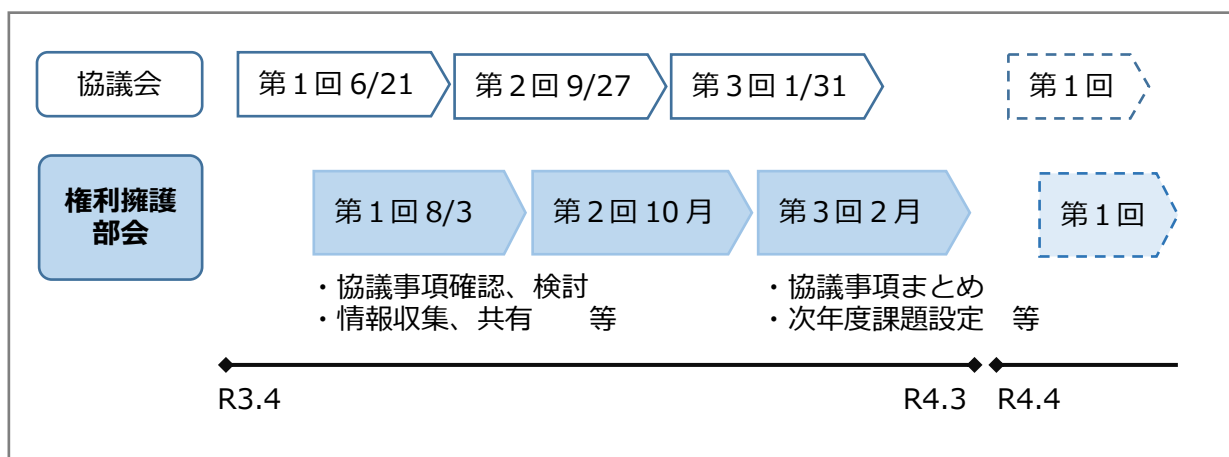 協議会
第1回 6/21
第2回 9/27
第3回 1/31
第1回
権利擁護
部会
第1回 8/3
第2回 10月
第3回 2月
第1回
・協議事項確認、検討
・情報収集、共有　　等
・協議事項まとめ
・次年度課題設定　等
R3.4
R4.3
R4.4